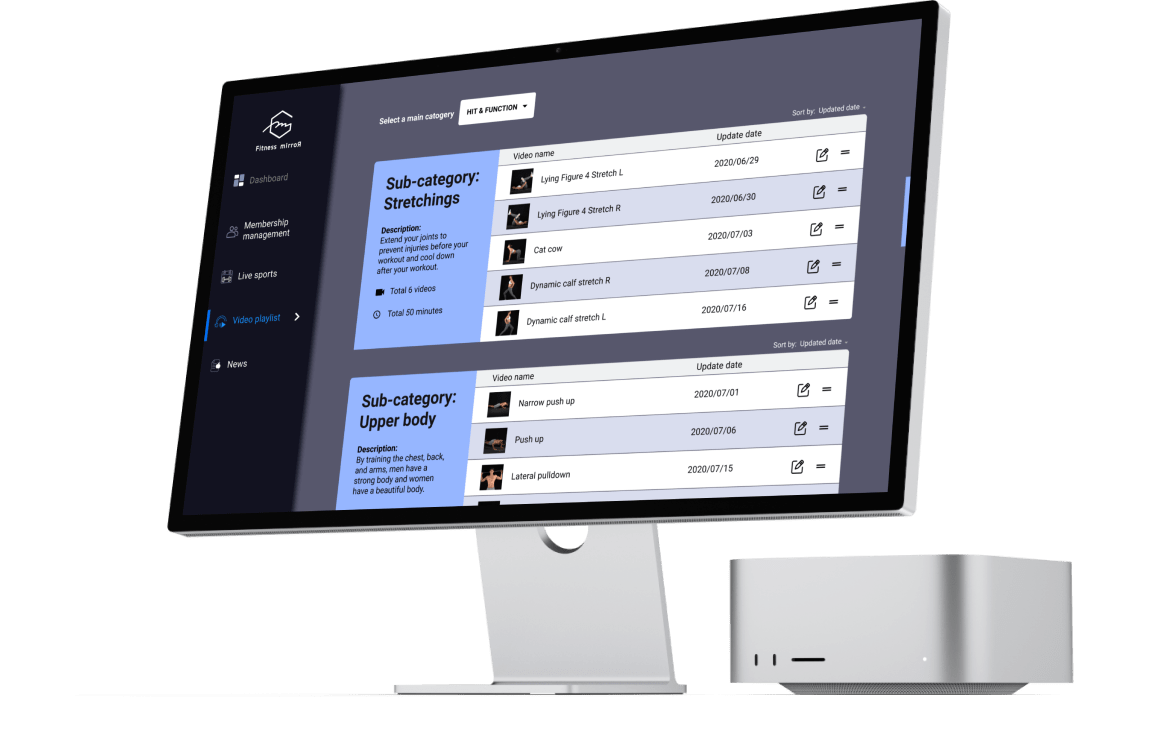 Fitness mirroЯ
Dashboard
Membership
management
Live sports
Video playlist
News
Select a main catogery
HIT & FUNCTION
Sort by: Updated date
Sub-category:
Stretchings
Description:
Extend your joints to
prevent injuries before your
workout and cool down
after your workout.
Total 6 videos
Total 50 minutes
Video name Update date
Lying Figure 4 Stretch L 2020/06/29
Lying Figure 4 Stretch R 2020/06/30
Cat cow 2020/07/03
Dynamic calf stretch R 2020/07/08
Dynamic calf stretch L 2020/07/16
Sort by: Updated date
Sub-category:
Upper body
Description:
By training the chest, back,
and arms, men have a
strong body and women
have a beautiful body.
Video name Update date
Narrow push up 2020/07/01
Push up 2020/07/06
Lateral pulldown 2020/07/15